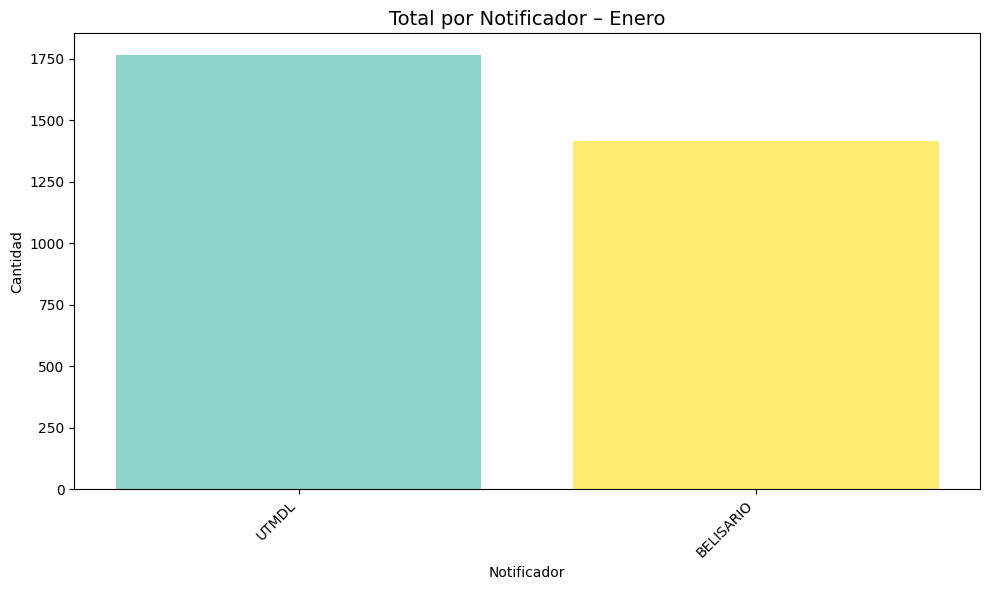 Total por Notificador – Enero
Cantidad
1750
1500
1250
1000
750
500
250
0
UTMDL
BELISARIO
Notificador